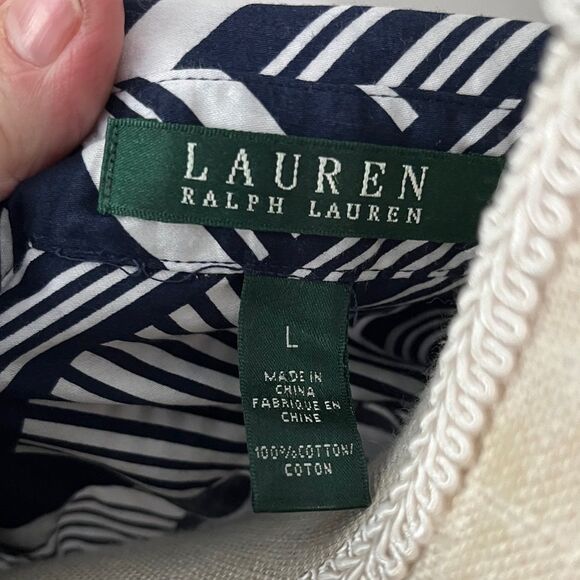 LAUREN
RALPH LAUREN
L
MADE IN
CHINA
FABRIQUE EN
CHINE
100%COTTON/
COTON